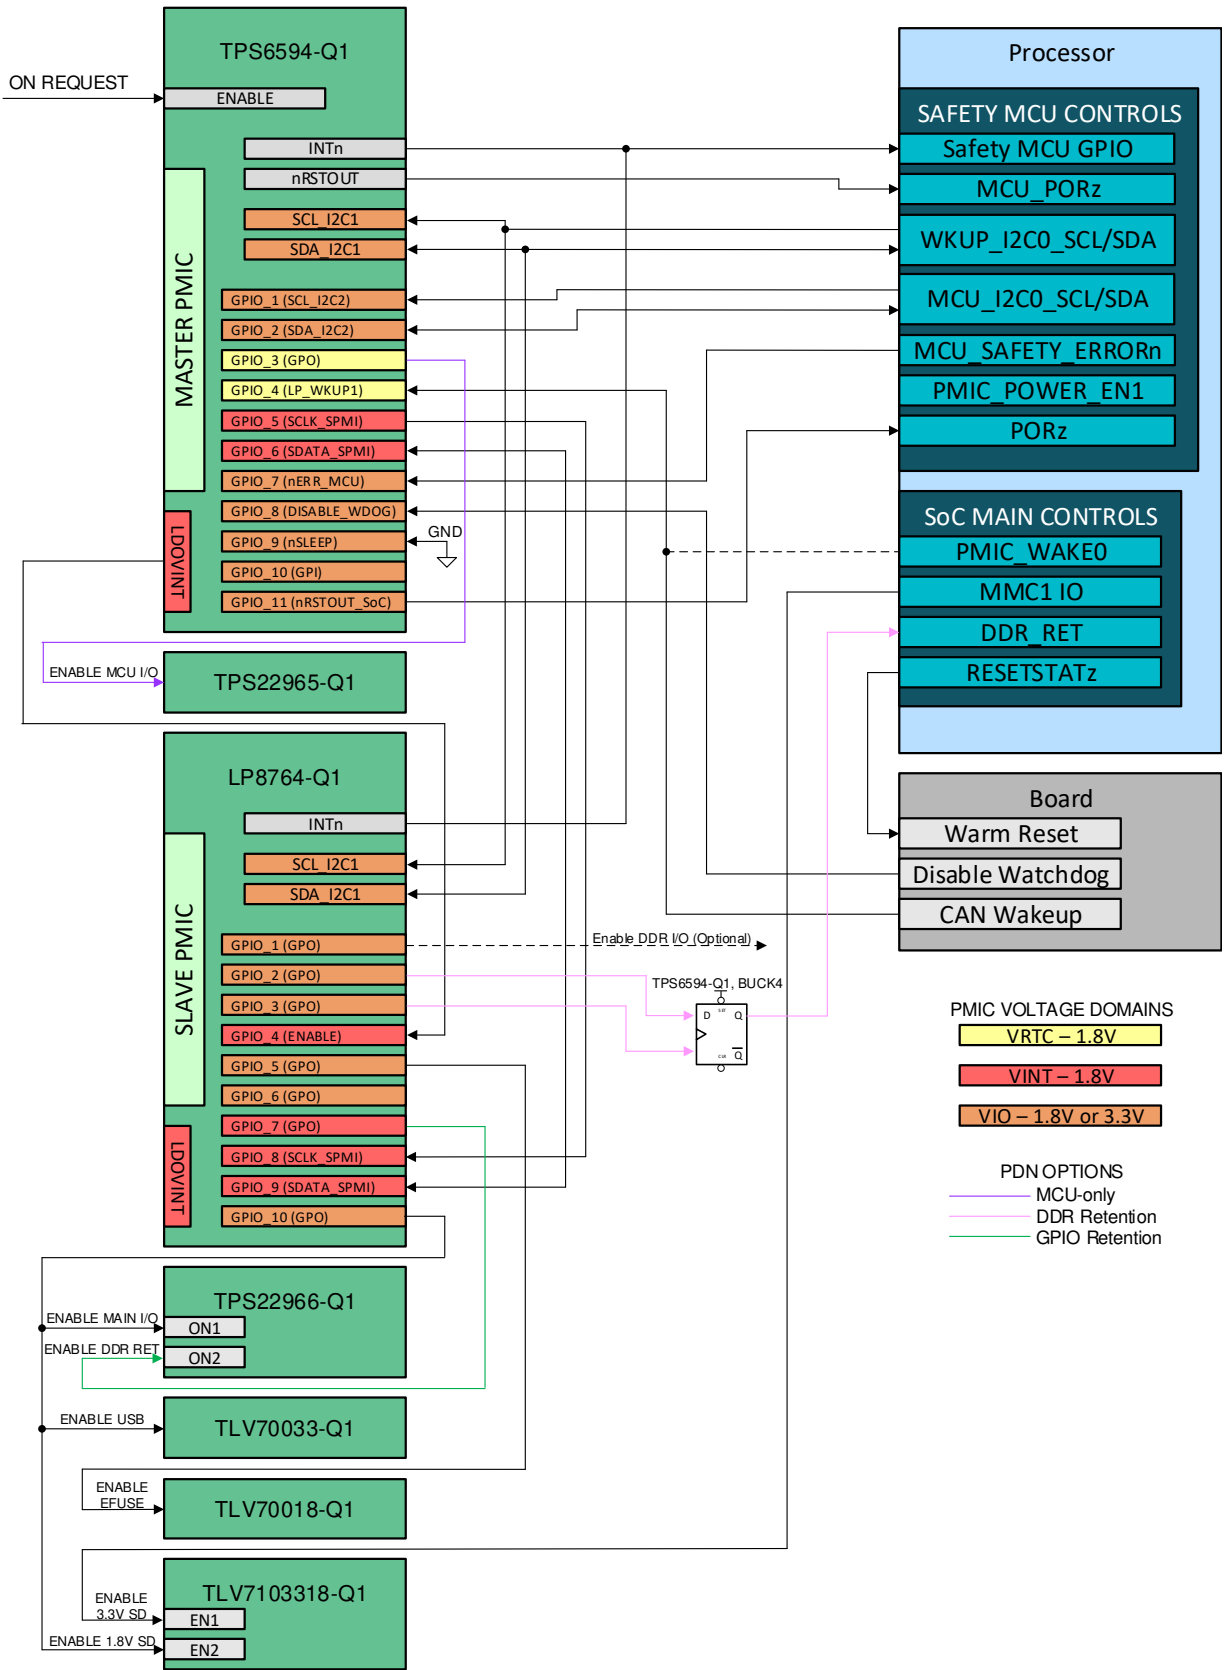 TPS6594-Q1
ON REQUEST
ENABLE
INTn
nRSTOUT
SCL_I2C1
SDA_I2C1
MASTER PMIC
GPIO_1 (SCL_I2C2)
GPIO_2 (SDA_I2C2)
GPIO_3 (GPO)
GPIO_4 (LP_WKUP1)
GPIO_5 (SCLK_SPMI)
GPIO_6 (SDATA_SPMI)
GPIO_7 (nERR_MCU)
GPIO_8 (DISABLE_WDOG)
GPIO_9 (nSLEEP)
GPIO_10 (GPI)
GPIO_11 (nRSTOUT_SoC)
LDOVINT
GND
ENABLE MCU I/O
TPS22965-Q1
LP8764-Q1
INTn
SCL_I2C1
SDA_I2C1
SLAVE PMIC
GPIO_1 (GPO)
GPIO_2 (GPO)
GPIO_3 (GPO)
GPIO_4 (ENABLE)
GPIO_5 (GPO)
GPIO_6 (GPO)
GPIO_7 (GPO)
GPIO_8 (SCLK_SPMI)
GPIO_9 (SDATA_SPMI)
GPIO_10 (GPO)
LDOVINT
Enable DDR I/O (Optional)
TPS6594-Q1, BUCK4
SET
D
Q
CLR
Q
TPS22966-Q1
ENABLE MAIN I/O
ON1
ENABLE DDR RET
ON2
ENABLE USB
TLV70033-Q1
ENABLE
EFUSE
TLV70018-Q1
TLV7103318-Q1
ENABLE
3.3V SD
EN1
ENABLE 1.8V SD
EN2
Processor
SAFETY MCU CONTROLS
Safety MCU GPIO
MCU_PORz
WKUP_I2C0_SCL/SDA
MCU_I2C0_SCL/SDA
MCU_SAFETY_ERRORn
PMIC_POWER_EN1
PORz
SoC MAIN CONTROLS
PMIC_WAKE0
MMC1 IO
DDR_RET
RESETSTATz
Board
Warm Reset
Disable Watchdog
CAN Wakeup
PMIC VOLTAGE DOMAINS
VRTC – 1.8V
VINT – 1.8V
VIO – 1.8V or 3.3V
PDN OPTIONS
MCU-only
DDR Retention
GPIO Retention